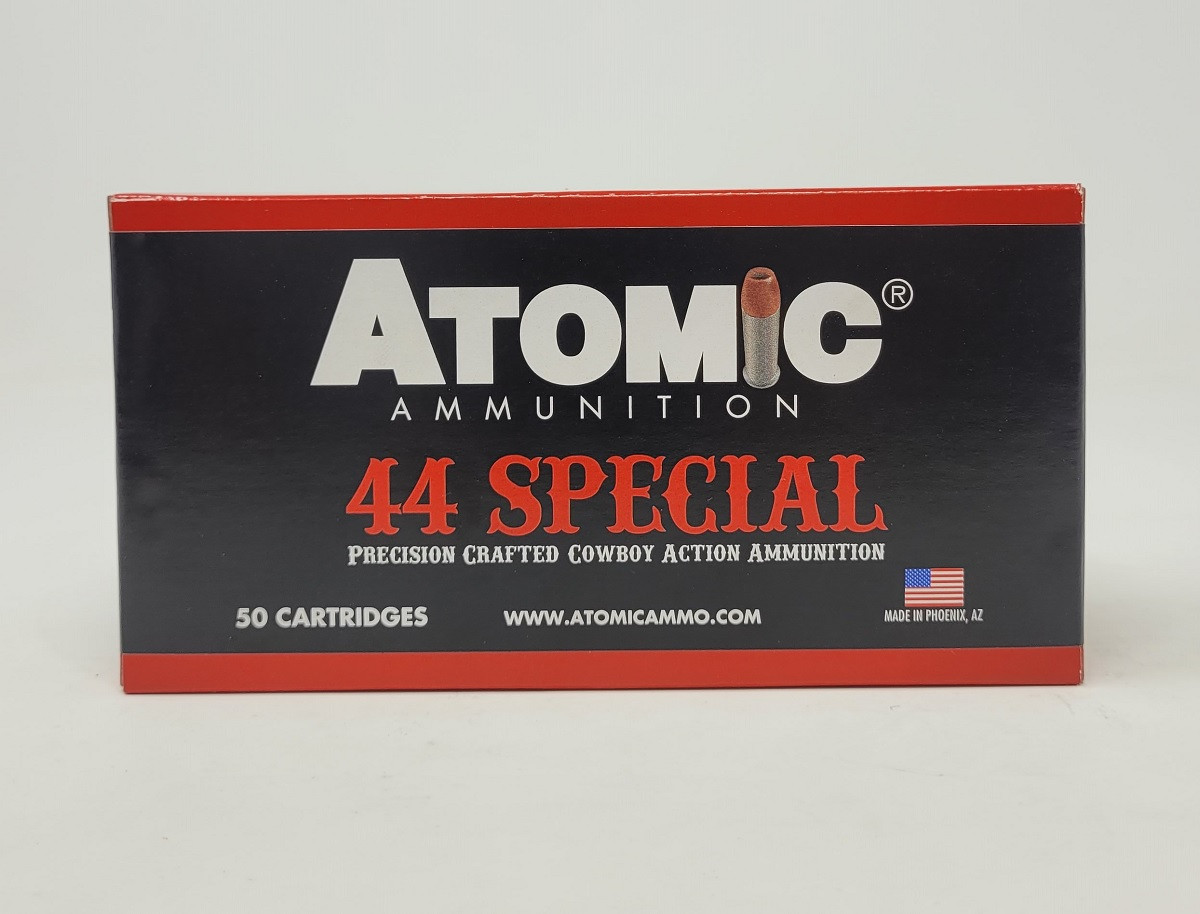 ATOMIC®
AMMUNITION
44 SPECIAL
PRECISION CRAFTED COWBOY ACTION AMMUNITION
50 CARTRIDGES
WWW.ATOMICAMMO.COM
MADE IN PHOENIX, AZ